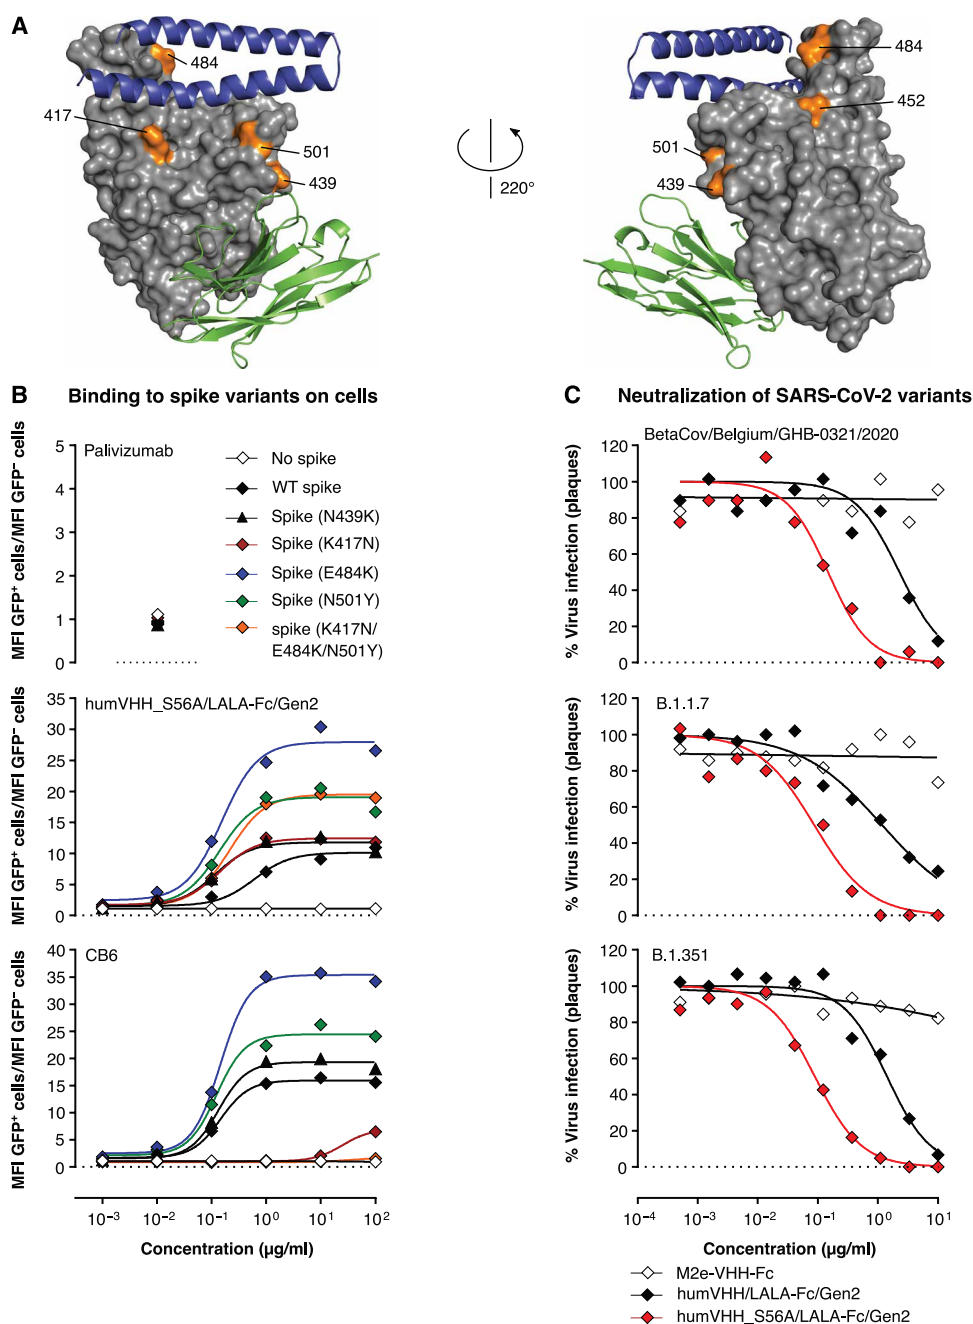 A
484
417
501
439
220°
484
452
501
439
B Binding to spike variants on cells
MFI GFP⁺ cells/MFI GFP⁻ cells
5
4
3
2
1
0
Palivizumab
No spike
WT spike
Spike (N439K)
Spike (K417N)
Spike (E484K)
Spike (N501Y)
spike (K417N/
E484K/N501Y)
MFI GFP⁺ cells/MFI GFP⁻ cells
35
30
25
20
15
10
5
0
humVHH_S56A/LALA-Fc/Gen2
MFI GFP⁺ cells/MFI GFP⁻ cells
40
35
30
25
20
15
10
5
0
CB6
10⁻³ 10⁻² 10⁻¹ 10⁰ 10¹ 10²
Concentration (µg/ml)
C Neutralization of SARS-CoV-2 variants
BetaCov/Belgium/GHB-0321/2020
% Virus infection (plaques)
120
100
80
60
40
20
0
B.1.1.7
% Virus infection (plaques)
120
100
80
60
40
20
0
B.1.351
% Virus infection (plaques)
120
100
80
60
40
20
0
10⁻⁴ 10⁻³ 10⁻² 10⁻¹ 10⁰ 10¹
Concentration (µg/ml)
M2e-VHH-Fc
humVHH/LALA-Fc/Gen2
humVHH_S56A/LALA-Fc/Gen2